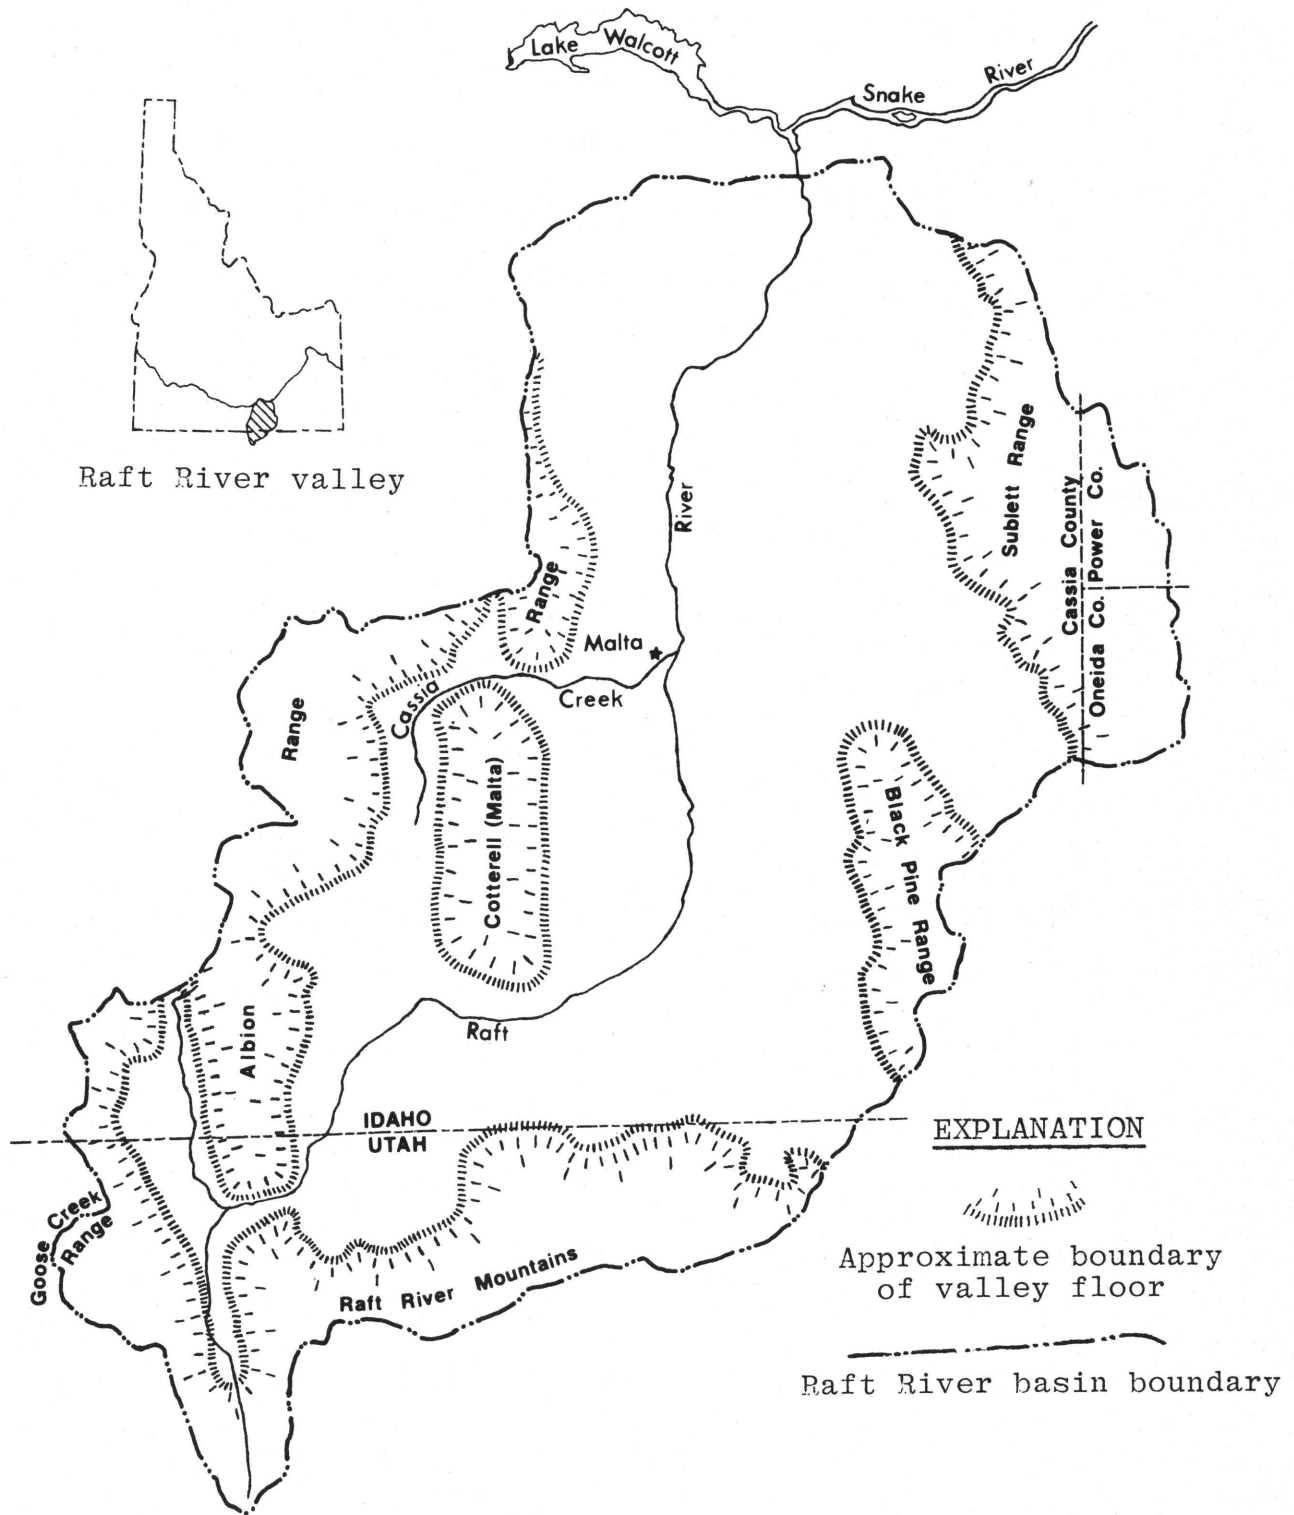 Lake Walcott
Snake River
Raft River valley
River
Sublett Range
Cassia County
Power Co.
Oneida Co.
Range
Malta
Cassia Creek
Range
Cotterell (Malta)
Black Pine Range
Albion
Raft
IDAHO
UTAH
EXPLANATION
Goose Creek
Range
Approximate boundary
of valley floor
Raft River Mountains
Raft River basin boundary